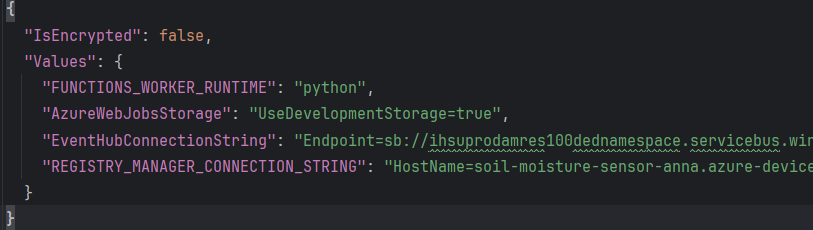 {
"IsEncrypted": false,
"Values": {
"FUNCTIONS_WORKER_RUNTIME": "python",
"AzureWebJobsStorage": "UseDevelopmentStorage=true",
"EventHubConnectionString": "Endpoint=sb://ihsuprodamres100dednamespace.servicebus.win
"REGISTRY_MANAGER_CONNECTION_STRING": "HostName=soil-moisture-sensor-anna.azure-device
}
}